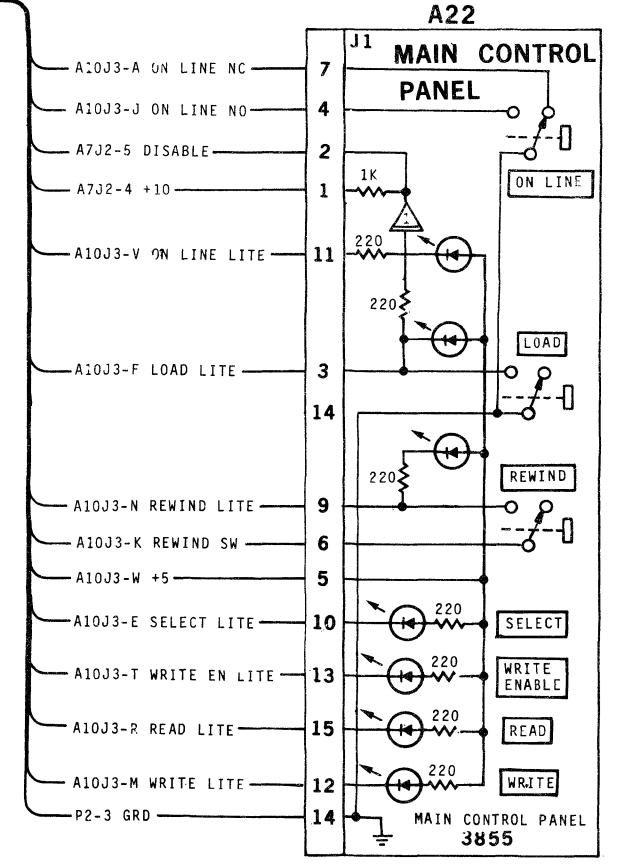 A22
J1 MAIN CONTROL
PANEL
A10J3-A ON LINE NC 7
A10J3-J ON LINE NO 4
A7J2-5 DISABLE 2
ON LINE
1K
A7J2-4 +10 1
1
220
A10J3-V ON LINE LITE 11
220
LOAD
A10J3-F LOAD LITE 3
14
220
REWIND
A10J3-N REWIND LITE 9
A10J3-K REWIND SW 6
A10J3-W +5 5
220
A10J3-E SELECT LITE 10 SELECT
220
A10J3-T WRITE EN LITE 13 WRITE
ENABLE
220
A10J3-R READ LITE 15 READ
220
A10J3-M WRITE LITE 12 WRITE
P2-3 GRD 14 MAIN CONTROL PANEL
3855